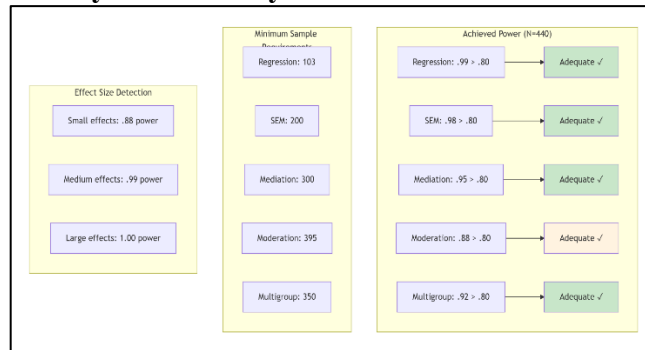 Effect Size Detection
Small effects: .88 power
Medium effects: .99 power
Large effects: 1.00 power
Minimum Sample
Requirements
Regression: 103
SEM: 200
Mediation: 300
Moderation: 395
Multigroup: 350
Achieved Power (N=440)
Regression: .99 > .80
Adequate ✓
SEM: .98 > .80
Adequate ✓
Mediation: .95 > .80
Adequate ✓
Moderation: .88 > .80
Adequate ✓
Multigroup: .92 > .80
Adequate ✓